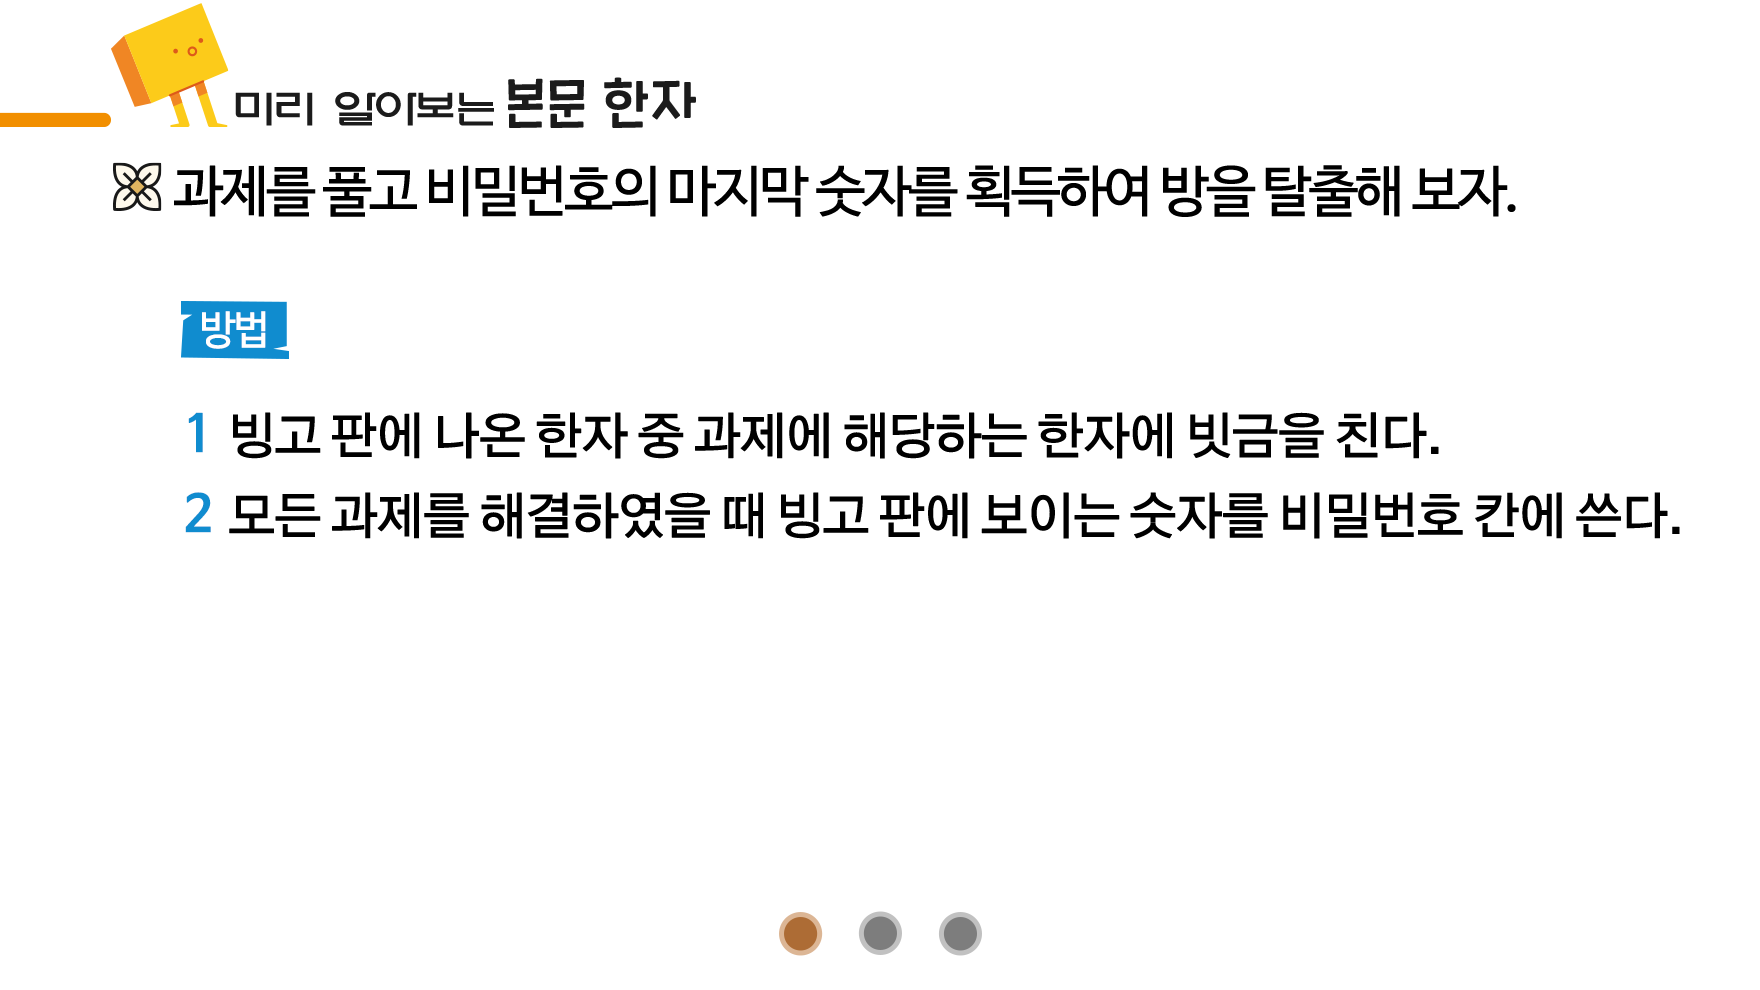 미리 알아보는 본문 한자
과제를 풀고 비밀번호의 마지막 숫자를 획득하여 방을 탈출해 보자.
방법
1 빙고 판에 나온 한자 중 과제에 해당하는 한자에 빗금을 친다.
2 모든 과제를 해결하였을 때 빙고 판에 보이는 숫자를 비밀번호 칸에 쓴다.